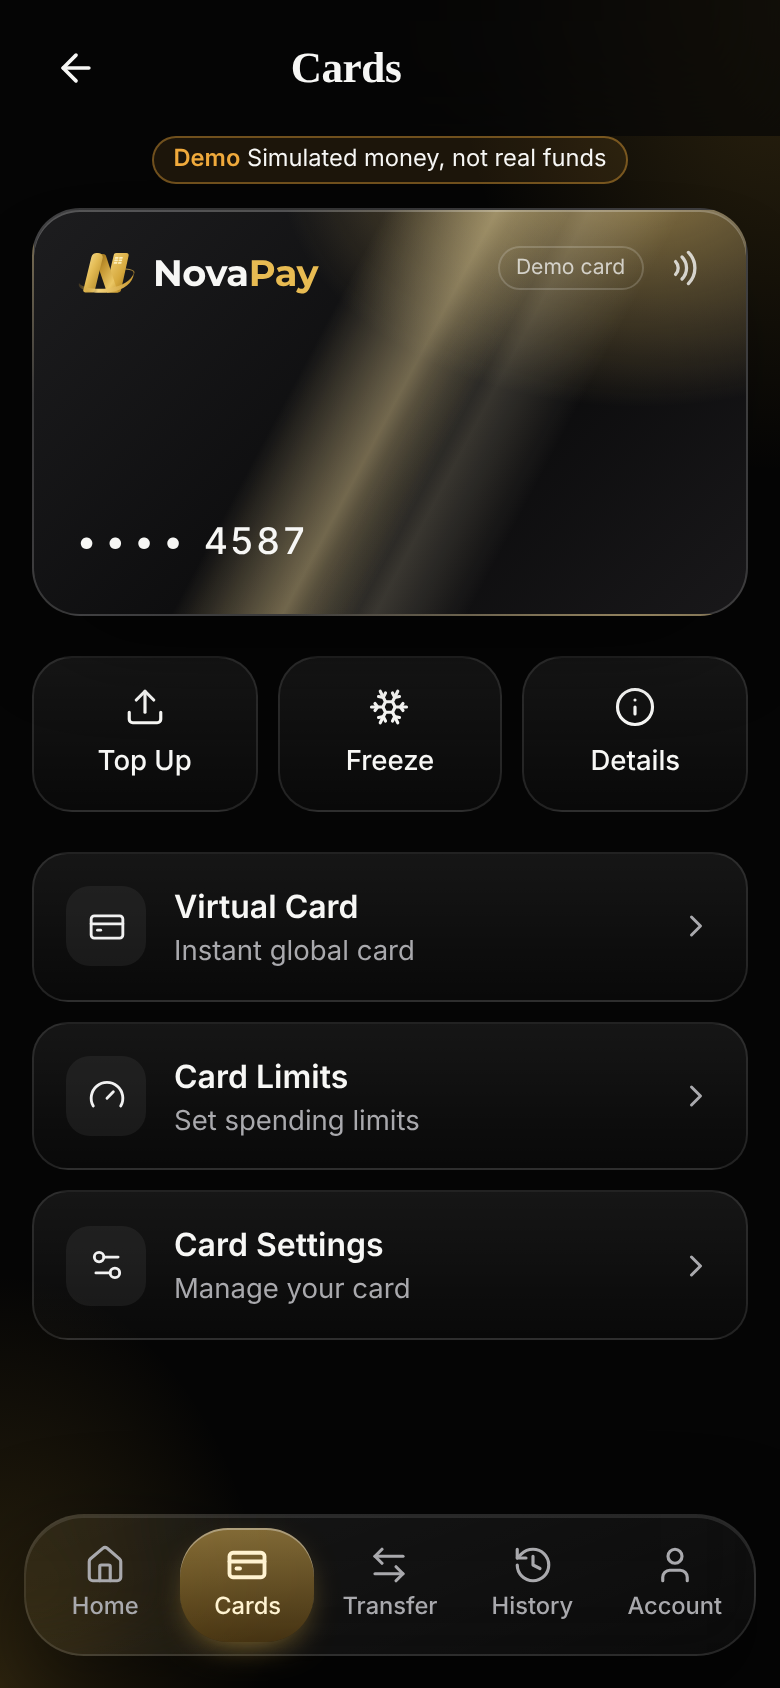 Cards
Demo Simulated money, not real funds
NovaPay
Demo card
•••• 4587
Top Up
Freeze
Details
Virtual Card
Instant global card
Card Limits
Set spending limits
Card Settings
Manage your card
Home
Cards
Transfer
History
Account